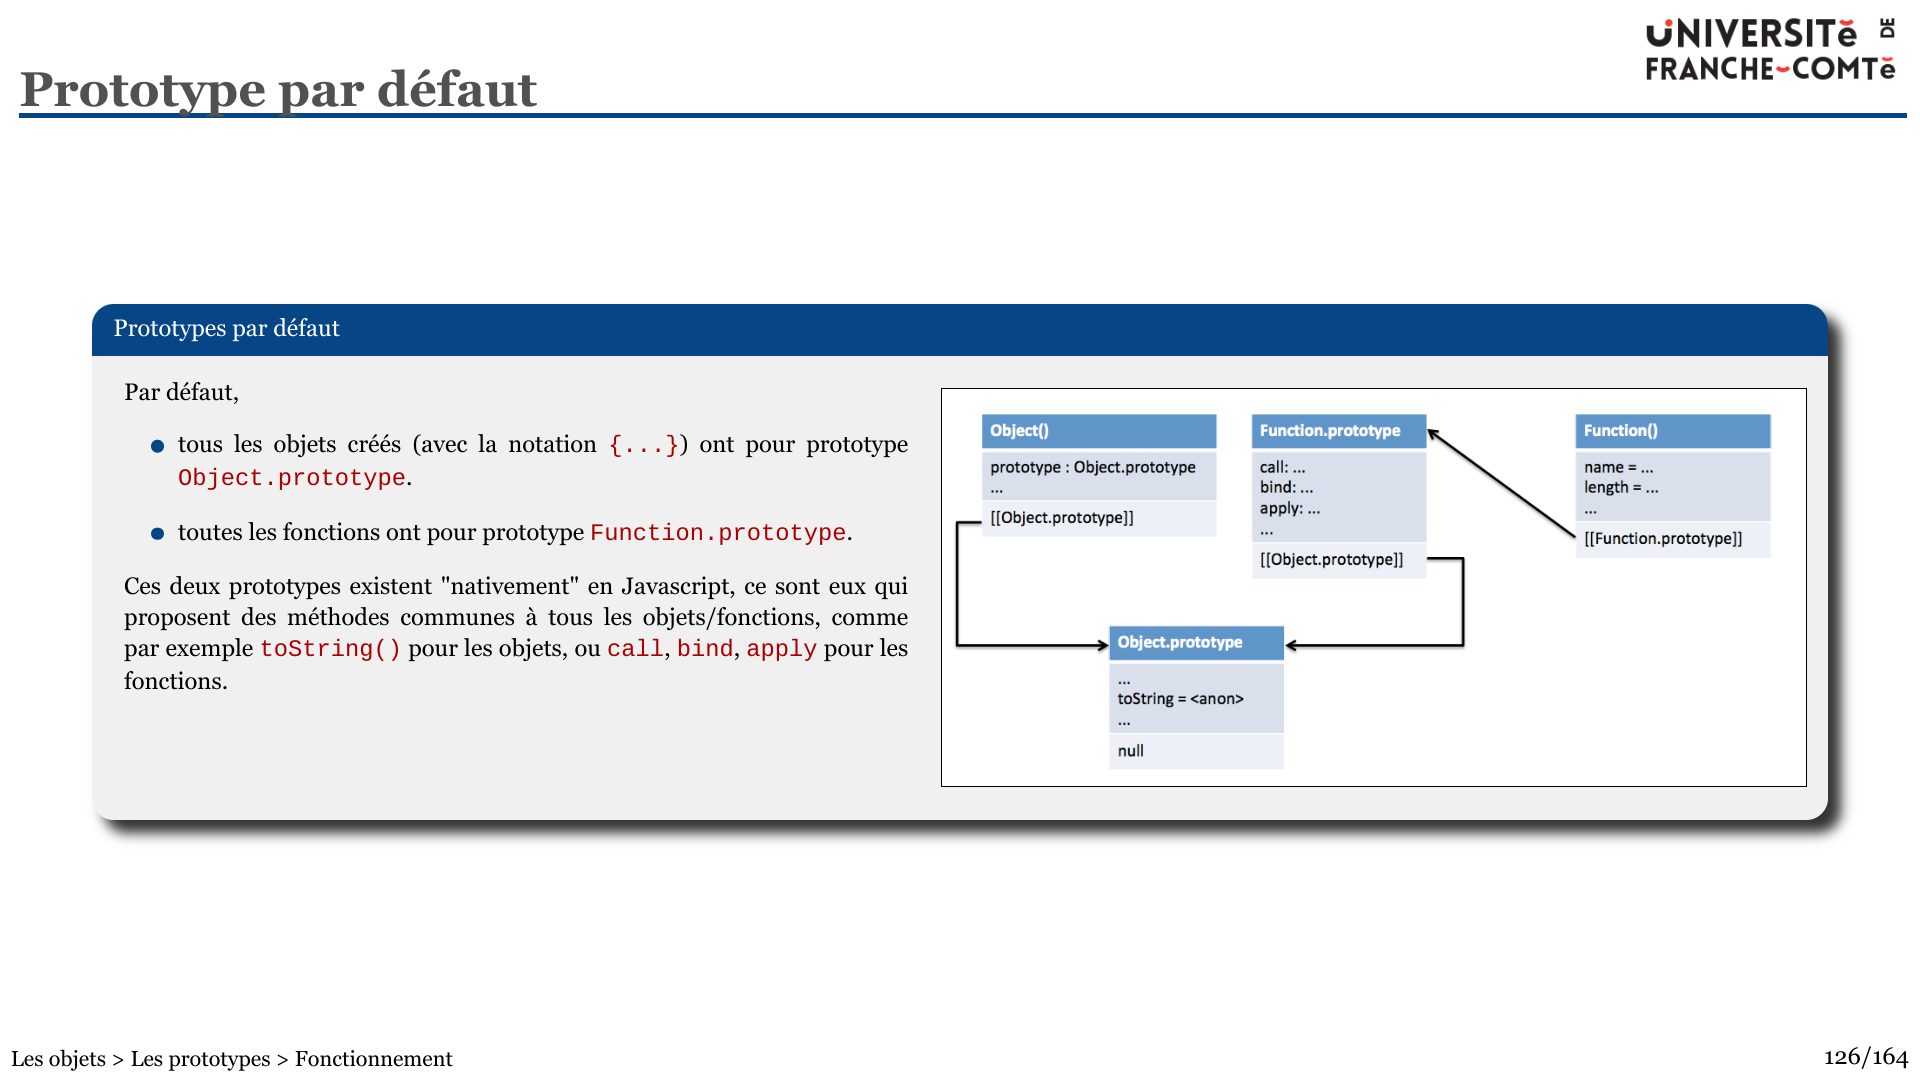 UNIVERSITĕ DE
FRANCHE-COMTĕ
Prototype par défaut
Prototypes par défaut
Par défaut,
tous les objets créés (avec la notation {...}) ont pour prototype
Object.prototype.
toutes les fonctions ont pour prototype Function.prototype.
Ces deux prototypes existent "nativement" en Javascript, ce sont eux qui
proposent des méthodes communes à tous les objets/fonctions, comme
par exemple toString() pour les objets, ou call, bind, apply pour les
fonctions.
Object()
prototype : Object.prototype
...
[[Object.prototype]]
Function.prototype
call: ...
bind: ...
apply: ...
...
[[Object.prototype]]
Function()
name = ...
length = ...
...
[[Function.prototype]]
Object.prototype
...
toString = <anon>
...
null
Les objets > Les prototypes > Fonctionnement
126/164